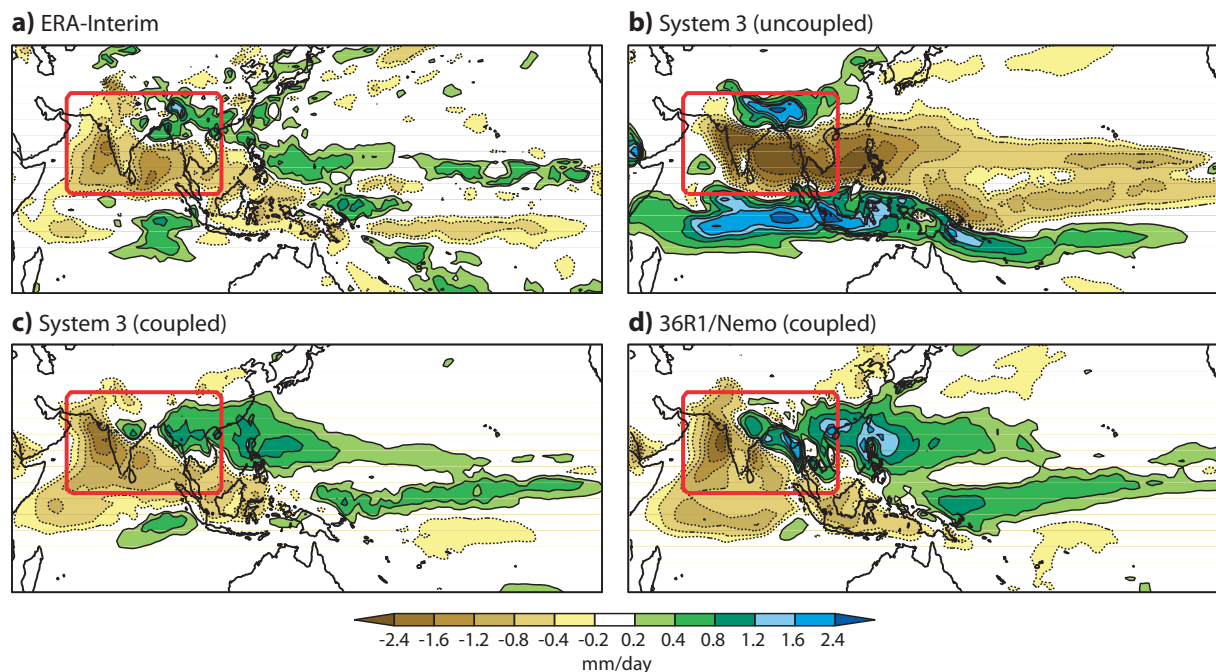 a) ERA-Interim
b) System 3 (uncoupled)
c) System 3 (coupled)
d) 36R1/Nemo (coupled)
-2.4 -1.6 -1.2 -0.8 -0.4 -0.2 0.2 0.4 0.8 1.2 1.6 2.4
mm/day